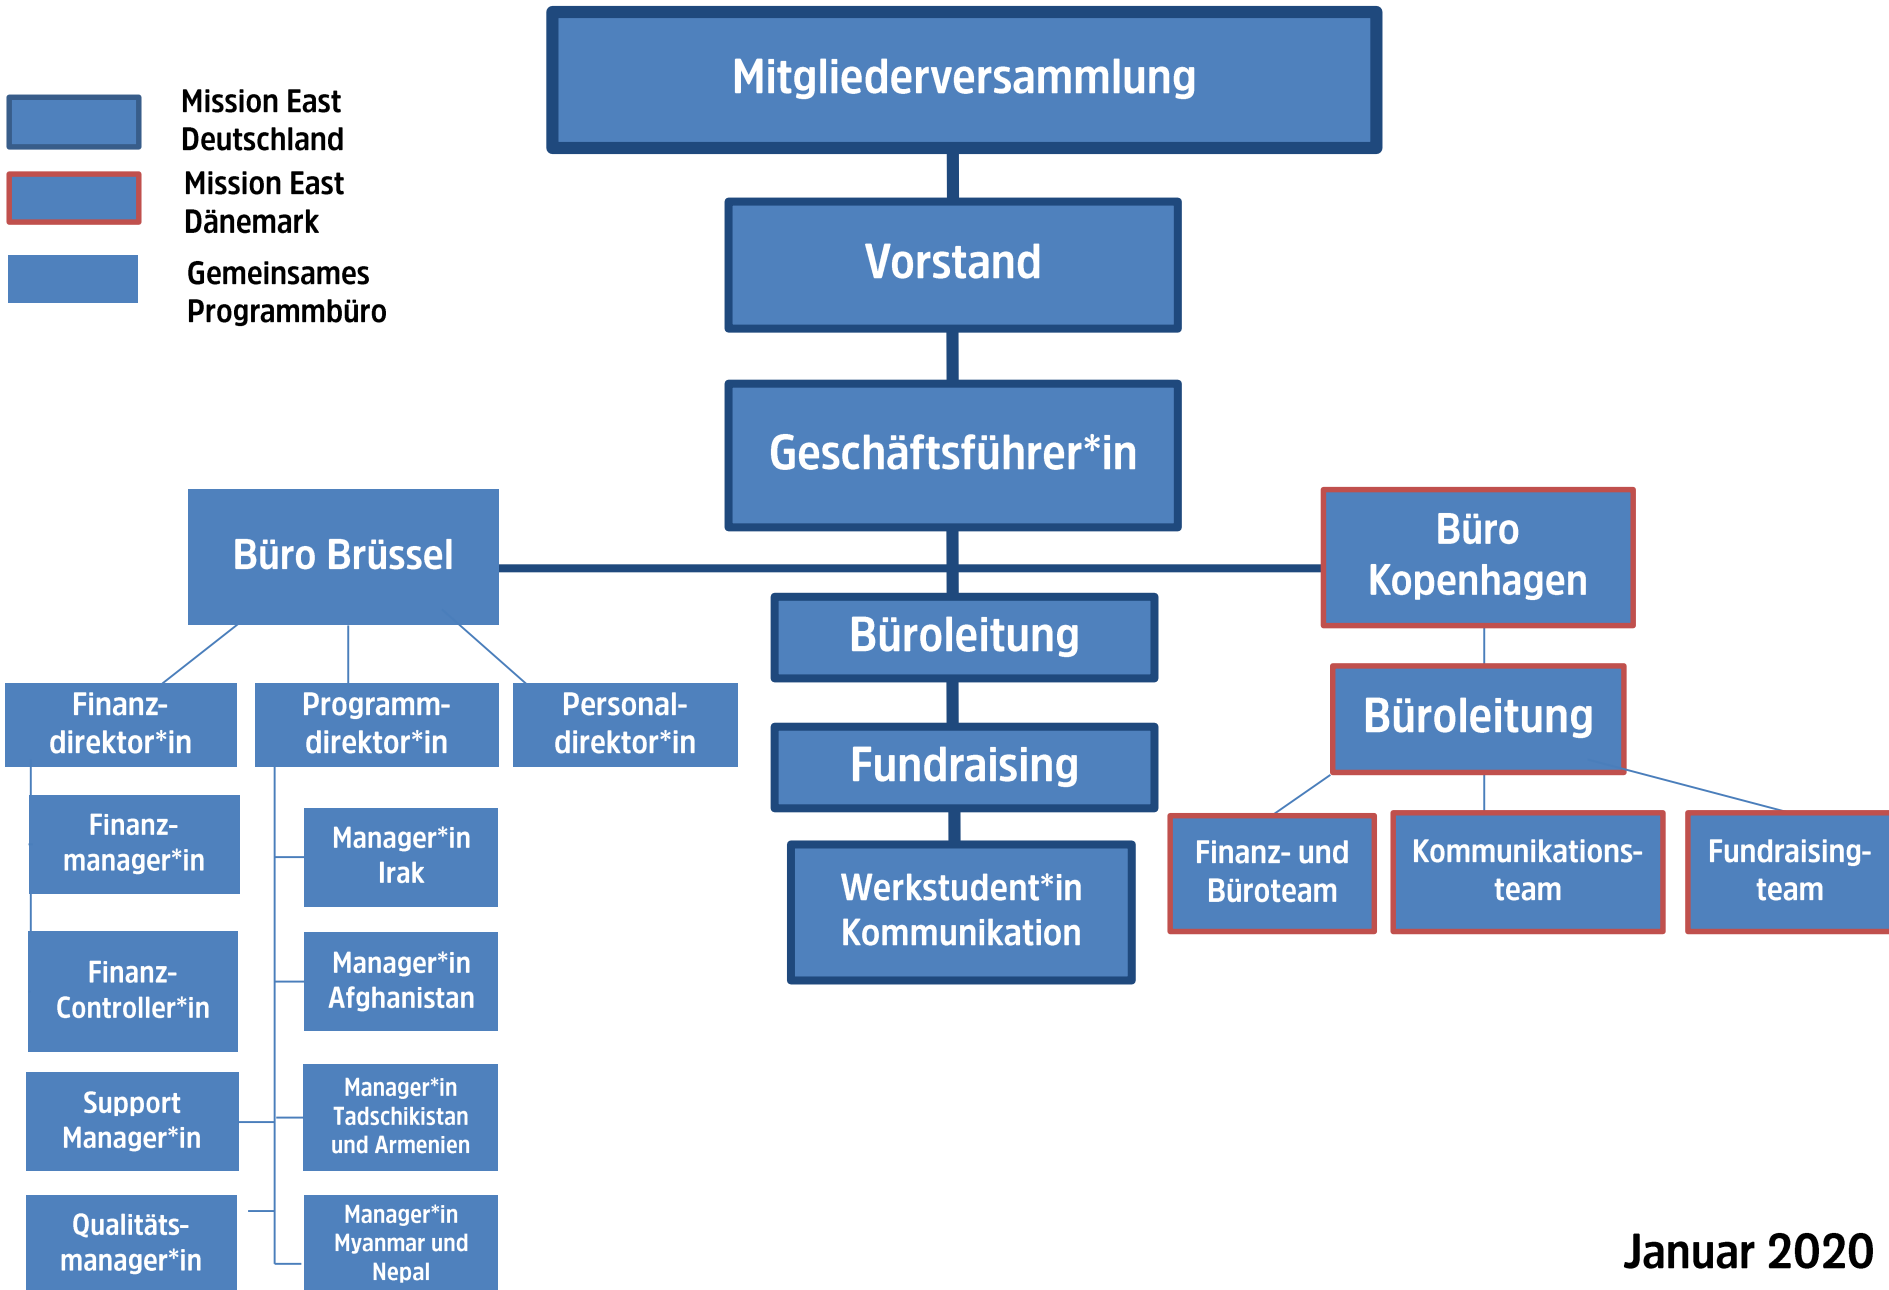 Mitgliederversammlung
Mission East
Deutschland
Mission East
Dänemark
Gemeinsames
Programmbüro
Vorstand
Geschäftsführer*in
Büro Brüssel
Büro
Kopenhagen
Büroleitung
Fundraising
Werkstudent*in
Kommunikation
Finanz-
direktor*in
Programm-
direktor*in
Personal-
direktor*in
Finanz-
manager*in
Finanz-
Controller*in
Support
Manager*in
Qualitäts-
manager*in
Manager*in
Irak
Manager*in
Afghanistan
Manager*in
Tadschikistan
und Armenien
Manager*in
Myanmar und
Nepal
Büroleitung
Finanz- und
Büroteam
Kommunikations-
team
Fundraising-
team
Januar 2020